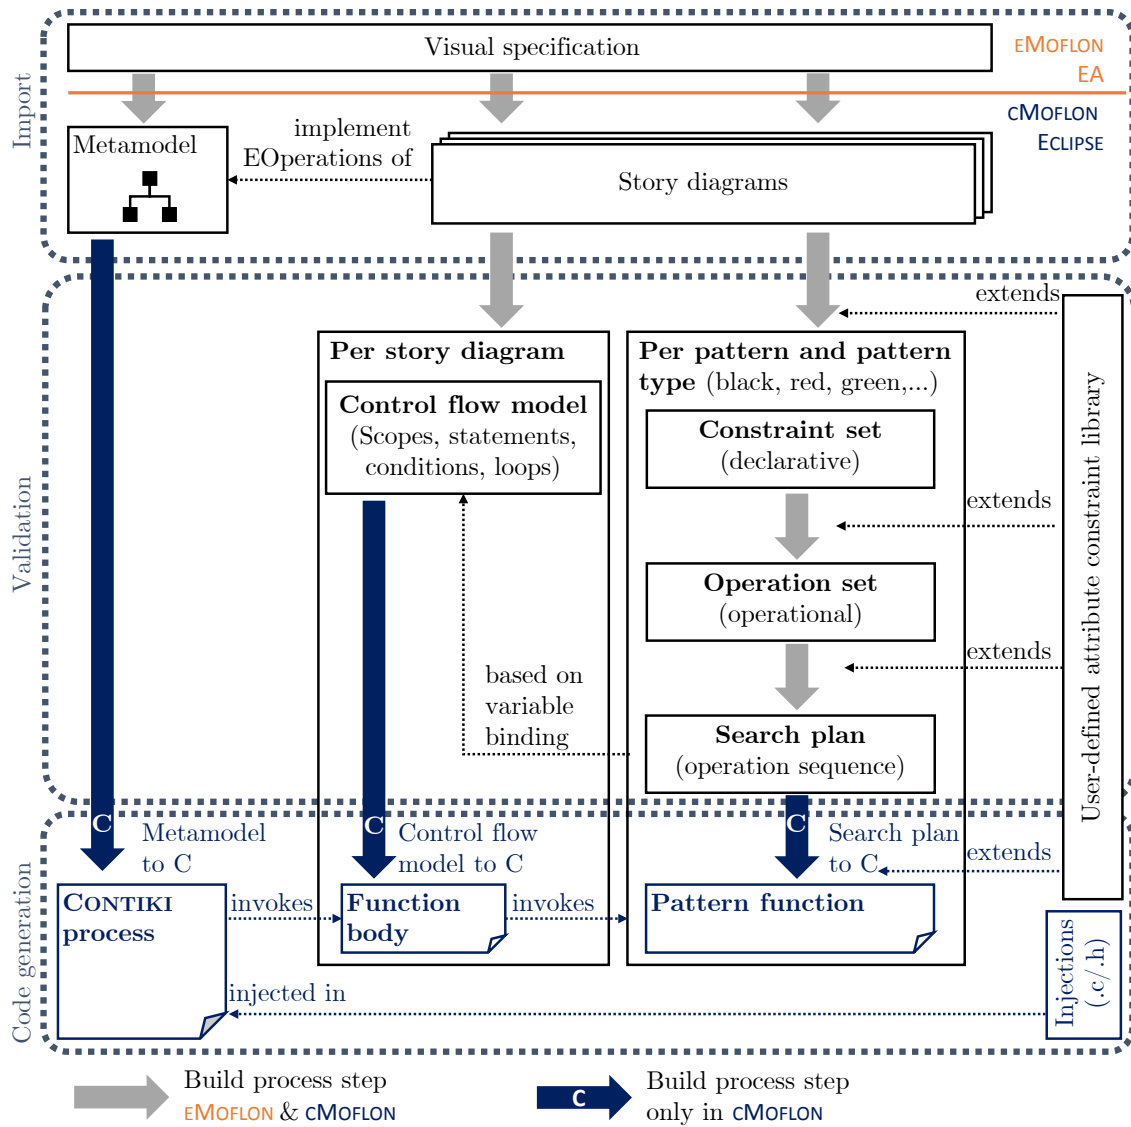 Visual specification
EMOFLON
EA
CMOFLON
ECLIPSE
Import
Metamodel
implement
EOperations of
Story diagrams
Validation
extends
Per story diagram
Control flow model
(Scopes, statements,
conditions, loops)
Per pattern and pattern
type (black, red, green,...)
Constraint set
(declarative)
extends
Operation set
(operational)
extends
based on
variable
binding
Search plan
(operation sequence)
User-defined attribute constraint library
Code generation
C
Metamodel
to C
C
Control flow
model to C
C
Search plan
to C
extends
CONTIKI
process
invokes
Function
body
invokes
Pattern function
injected in
Injections
(.c/.h)
Build process step
EMOFLON & CMOFLON
C
Build process step
only in CMOFLON